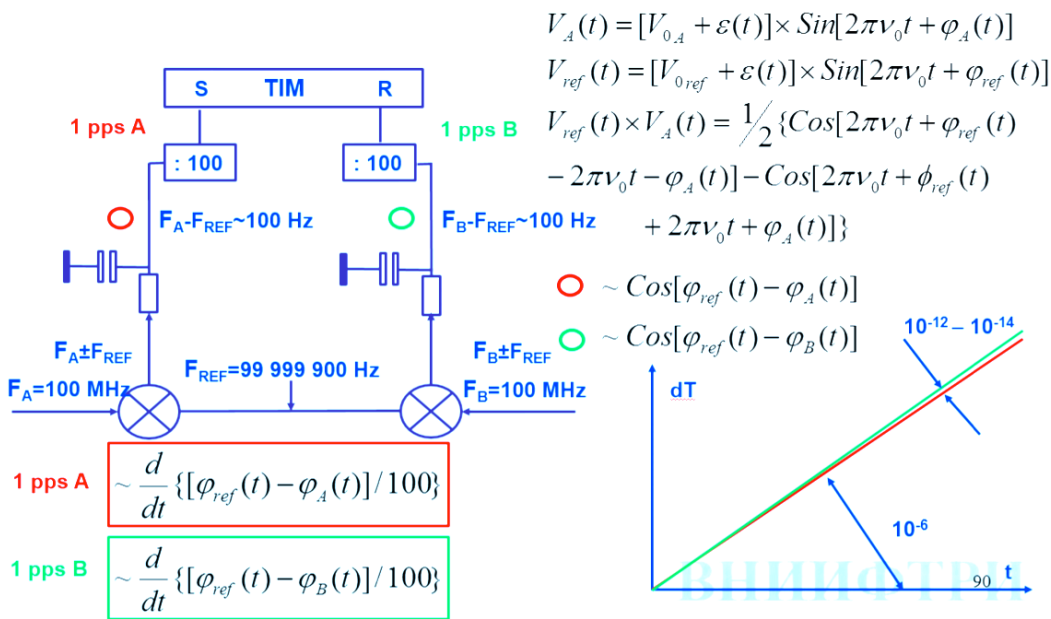 S TIM R
1 pps A
1 pps B
: 100
: 100
F_A-F_REF~100 Hz
F_B-F_REF~100 Hz
F_A±F_REF
F_B±F_REF
F_REF=99 999 900 Hz
F_A=100 MHz
F_B=100 MHz
1 pps A ~ d/dt {[φ_ref(t) − φ_A(t)]/100}
1 pps B ~ d/dt {[φ_ref(t) − φ_B(t)]/100}
V_A(t) = [V_0A + ε(t)] × Sin[2πν_0t + φ_A(t)]
V_ref(t) = [V_0ref + ε(t)] × Sin[2πν_0t + φ_ref(t)]
V_ref(t) × V_A(t) = 1/2 {Cos[2πν_0t + φ_ref(t)
− 2πν_0t − φ_A(t)] − Cos[2πν_0t + ϕ_ref(t)
+ 2πν_0t + φ_A(t)]}
~ Cos[φ_ref(t) − φ_A(t)]
~ Cos[φ_ref(t) − φ_B(t)]
10^-12 – 10^-14
dT
10^-6
t
90
ВНИИФТРИ